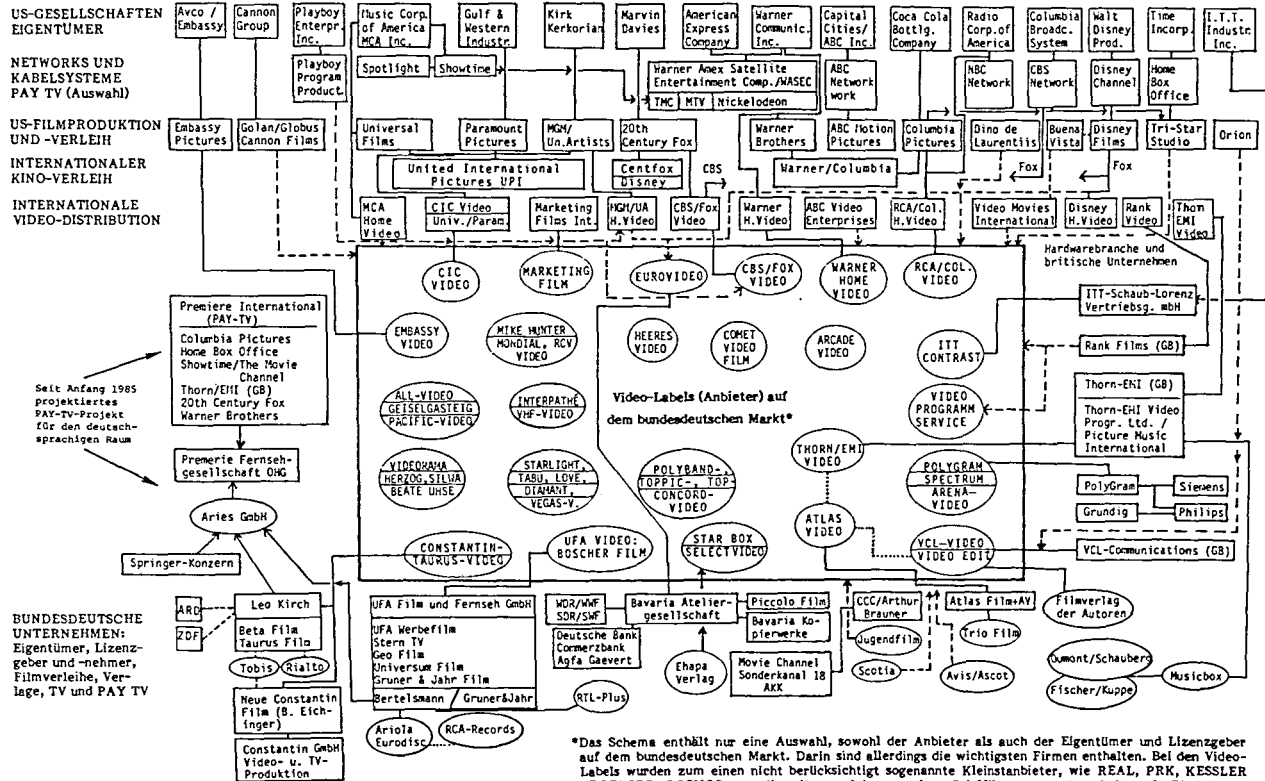 US-GESELLSCHAFTEN
EIGENTÜMER
Avco /
Embassy
Cannon
Group
Playboy
Enterpr.
Inc.
Music Corp.
of America
MCA Inc.
Gulf &
Western
Industr.
Kirk
Kerkorian
Marvin
Davies
American
Express
Company
Warner
Communic.
Inc.
Capital
Cities/
ABC Inc.
Coca Cola
Bottlg.
Company
Radio
Corp.of
America
Columbia
Broadc.
System
Walt
Disney
Prod.
Time
Incorp.
I.T.T.
Industr.
Inc.
NETWORKS UND
KABELSYSTEME
PAY TV (Auswahl)
Playboy
Program
Product.
Spotlight
Showtime
Warner Amex Satellite
Entertainment Comp./WASEC
TMC
MTV
Nickelodeon
ABC
Network
work
NBC
Network
CBS
Network
Disney
Channel
Home
Box
Office
US-FILMPRODUKTION
UND -VERLEIH
Embassy
Pictures
Golan/Globus
Cannon Films
Universal
Films
Paramount
Pictures
MGM/
Un.Artists
20th
Century Fox
Warner
Brothers
ABC Motion
Pictures
Columbia
Pictures
Dino de
Laurentiis
Buena
Vista
Disney
Films
Tri-Star
Studio
Orion
INTERNATIONALER
KINO-VERLEIH
United International
Pictures UPI
Centfox
Disney
CBS
Warner/Columbia
Fox
Fox
INTERNATIONALE
VIDEO-DISTRIBUTION
MCA
Home
Video
CIC Video
Univ./Param.
Marketing
Films Int.
MGM/UA
H.Video
CBS/Fox
Video
Warner
H.Video
ABC Video
Enterprises
RCA/Col.
H.Video
Video Movies
International
Disney
H.Video
Rank
Video
Thorn
EMI
Video
Hardwarebranche und
britische Unternehmen
CIC
VIDEO
MARKETING
FILM
EUROVIDEO
CBS/FOX
VIDEO
WARNER
HOME
VIDEO
RCA/COL.
VIDEO
Premiere International
(PAY-TV)
Columbia Pictures
Home Box Office
Showtime/The Movie
Channel
Thorn/EMI (GB)
20th Century Fox
Warner Brothers
EMBASSY
VIDEO
MIKE HUNTER
MONDIAL, RCV
VIDEO
HEERES
VIDEO
COMET
VIDEO
FILM
ARCADE
VIDEO
ITT
CONTRAST
ITT-Schaub-Lorenz
Vertriebsg. mbH
Rank Films (GB)
Seit Anfang 1985
projektiertes
PAY-TV-Projekt
für den deutsch-
sprachigen Raum
ALL-VIDEO
GEISELGASTEIG
PACIFIC-VIDEO
INTERPATHÉ
VHF-VIDEO
Video-Labels (Anbieter) auf
dem bundesdeutschen Markt*
VIDEO
PROGRAMM
SERVICE
Thorn-EMI (GB)
Thorn-EMI Video
Progr. Ltd. /
Picture Music
International
Premerie Fernseh-
gesellschaft OHG
VIDEORAMA
HERZOG,SILWA
BEATE UHSE
STARLIGHT,
TABU, LOVE,
DIAMANT,
VEGAS-V.
POLYBAND-,
TOPPIC-, TOP-
CONCORD-
VIDEO
THORN/EMI
VIDEO
POLYGRAM
SPECTRUM
ARENA-
VIDEO
PolyGram
Siemens
Grundig
Philips
Aries GmbH
CONSTANTIN-
TAURUS-VIDEO
UFA VIDEO:
BOSCHER FILM
STAR BOX
SELECTVIDEO
ATLAS
VIDEO
VCL-VIDEO
VIDEO EDIT
VCL-Communications (GB)
Springer-Konzern
BUNDESDEUTSCHE
UNTERNEHMEN:
Eigentümer, Lizenz-
geber und -nehmer,
Filmverleihe, Ver-
lage, TV und PAY TV
ARD
ZDF
Leo Kirch
Beta Film
Taurus Film
Tobis
Rialto
Neue Constantin
Film (B. Eich-
inger)
Constantin GmbH
Video- u. TV-
Produktion
UFA Film und Fernseh GmbH
UFA Werbefilm
Stern TV
Geo Film
Universum Film
Gruner & Jahr Film
Bertelsmann / Gruner&Jahr
Ariola
Eurodisc
RCA-Records
RTL-Plus
WDR/WWF
SDR/SWF
Deutsche Bank
Commerzbank
Agfa Gaevert
Bavaria Atelier-
gesellschaft
Ehapa
Verlag
Piccolo Film
Bavaria Ko-
pierwerke
Movie Channel
Sonderkanal 18
AKK
CCC/Arthur
Brauner
Jugendfilm
Scotia
Atlas Film+AV
Trio Film
Avis/Ascot
Filmverlag
der Autoren
Dumont/Schauberg
Fischer/Kuppe
Musicbox
*Das Schema enthält nur eine Auswahl, sowohl der Anbieter als auch der Eigentümer und Lizenzgeber
auf dem bundesdeutschen Markt. Darin sind allerdings die wichtigsten Firmen enthalten. Bei den Video-
Labels wurden zum einen nicht berücksichtigt sogenannte Kleinstanbieter, wie REAL, PRK, KESSLER